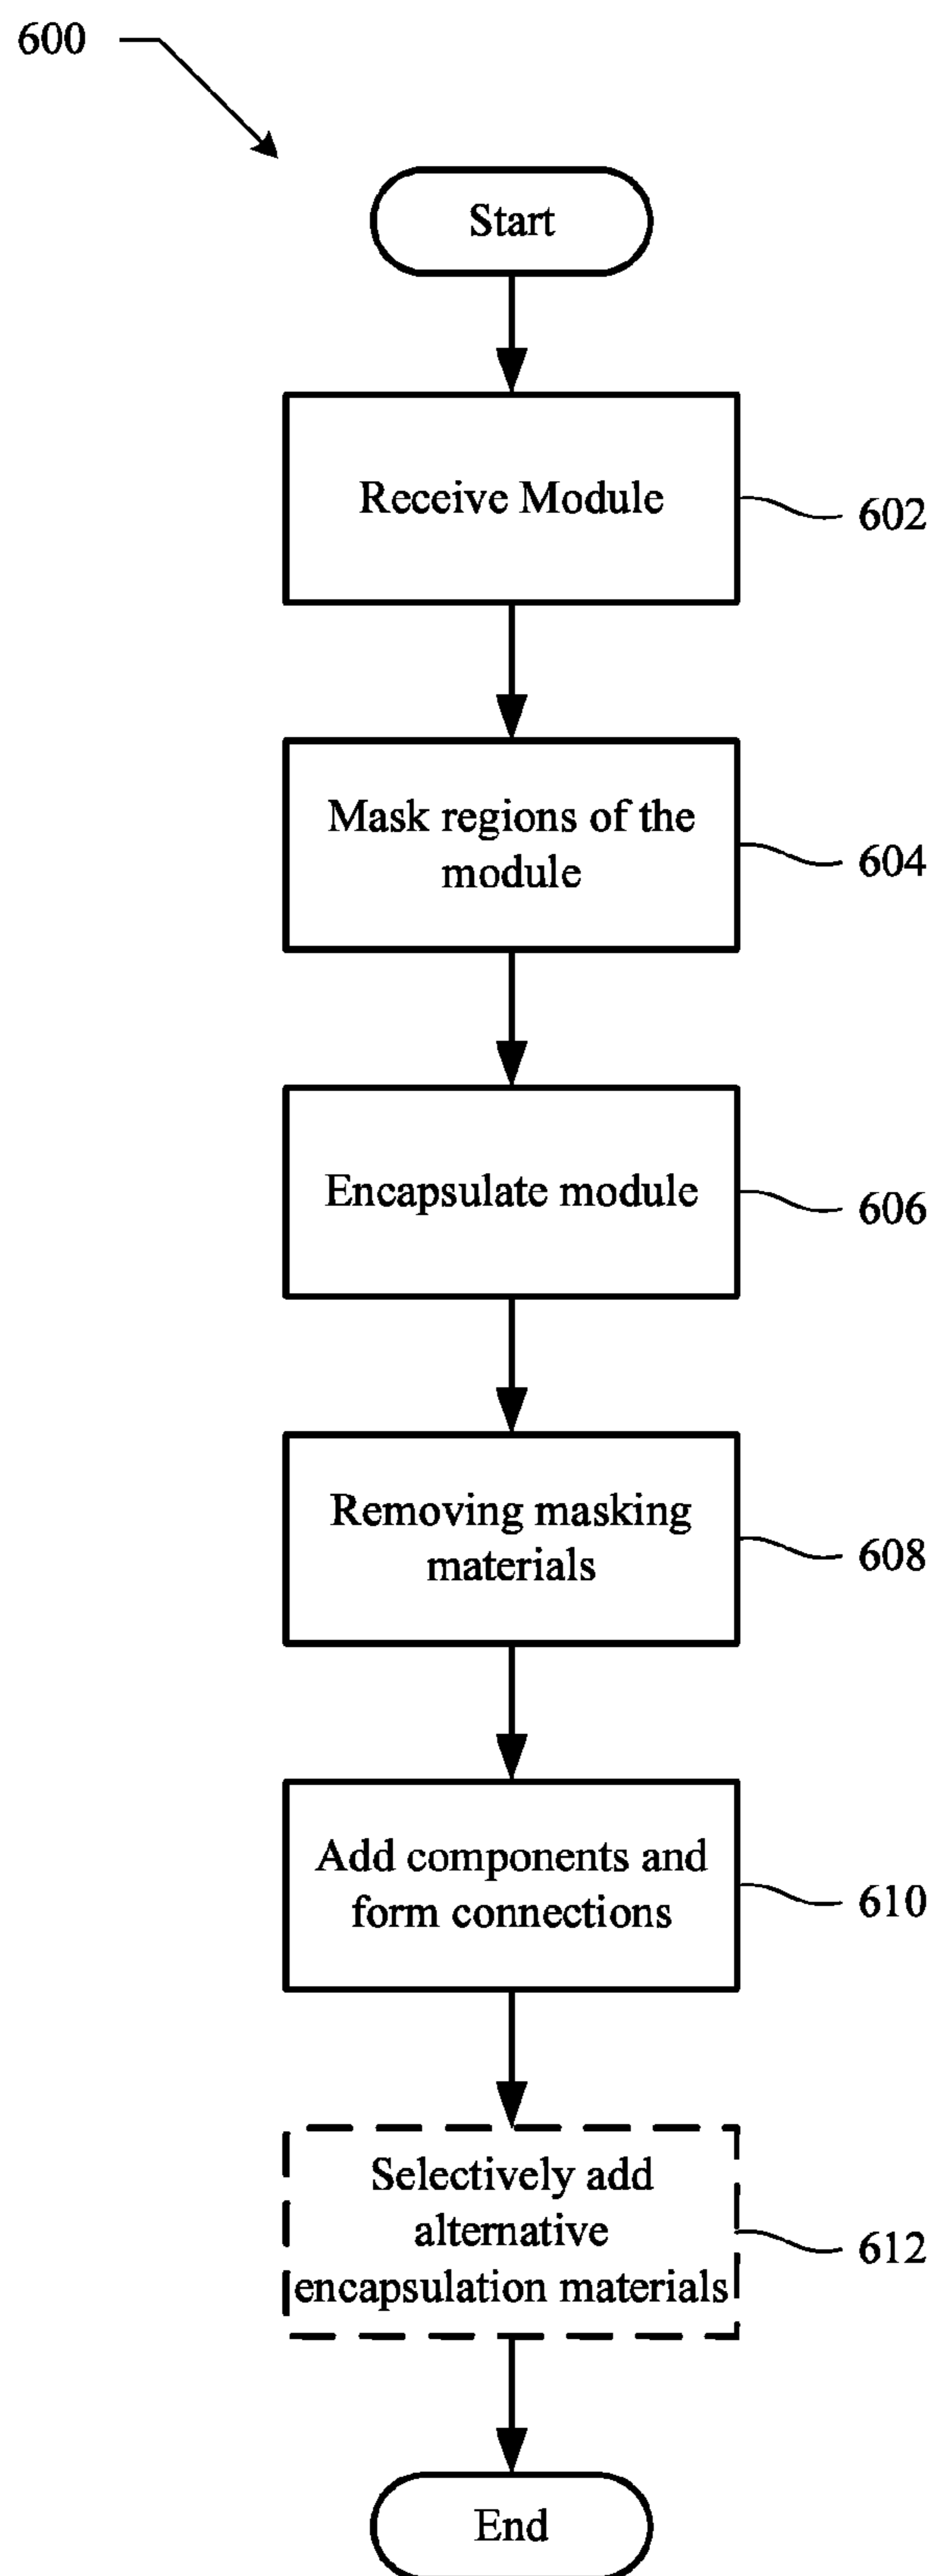 600
Start
Receive Module
602
Mask regions of the
module
604
Encapsulate module
606
Removing masking
materials
608
Add components and
form connections
610
Selectively add
alternative
encapsulation materials
612
End